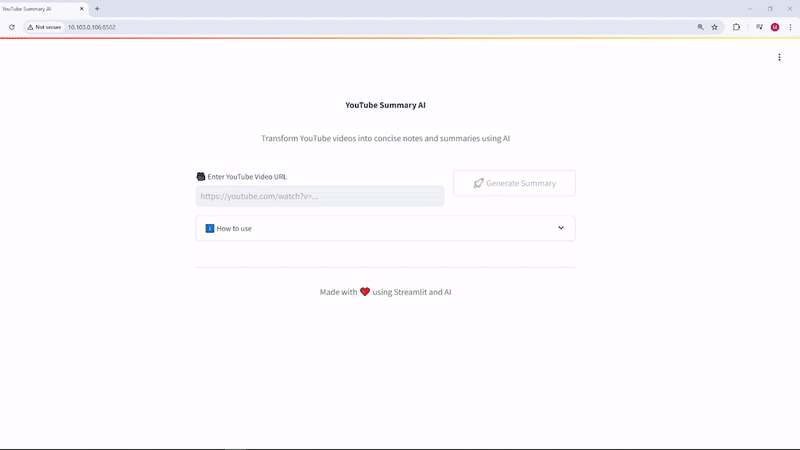 YouTube Summary AI
Not secure 10.103.0.106:8502
YouTube Summary AI
Transform YouTube videos into concise notes and summaries using AI
Enter YouTube Video URL
Generate Summary
https://youtube.com/watch?v=...
How to use
Made with ❤️ using Streamlit and AI